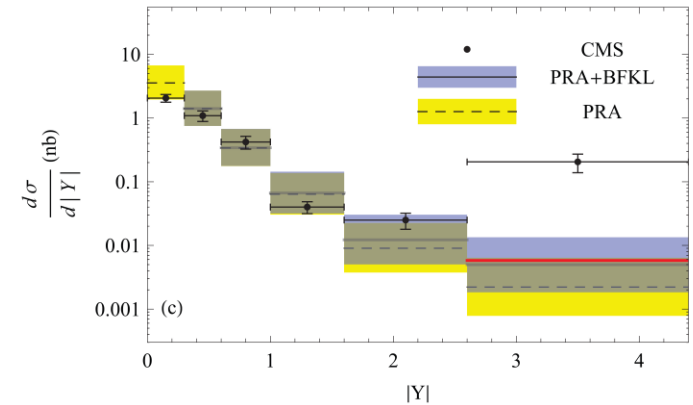 10
1
0.1
0.01
0.001
dσ
d|Y| (nb)
CMS
PRA+BFKL
PRA
(c)
0 1 2 3 4
|Y|